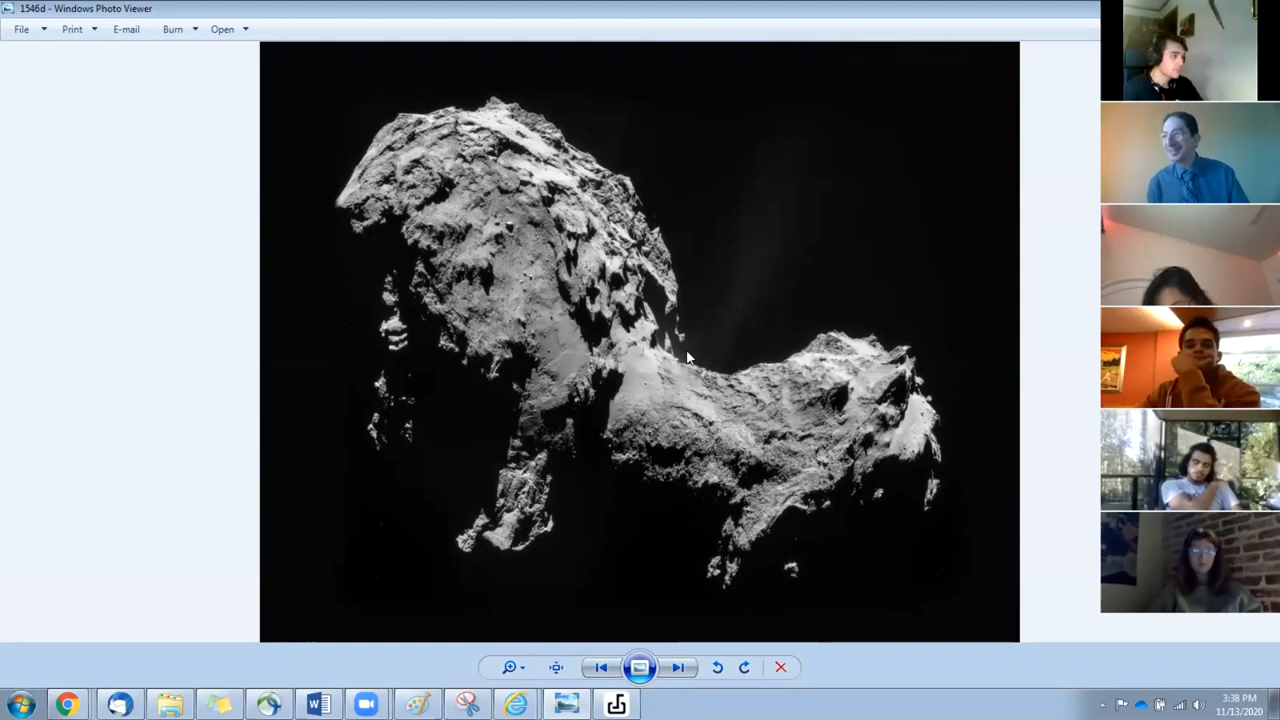 1546d - Windows Photo Viewer
File Print E-mail Burn Open
3:38 PM
11/13/2020